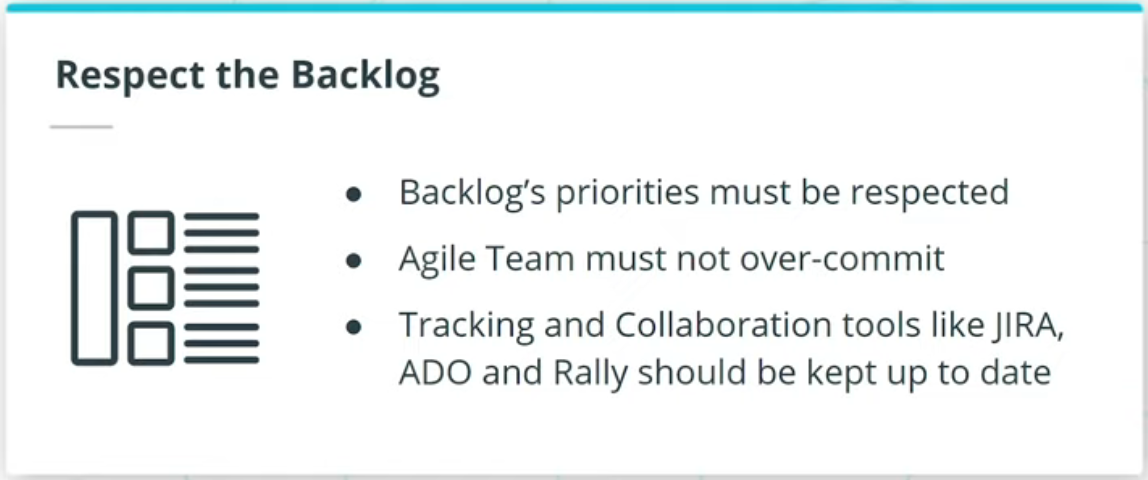 Respect the Backlog
● Backlog’s priorities must be respected
● Agile Team must not over-commit
● Tracking and Collaboration tools like JIRA,
ADO and Rally should be kept up to date